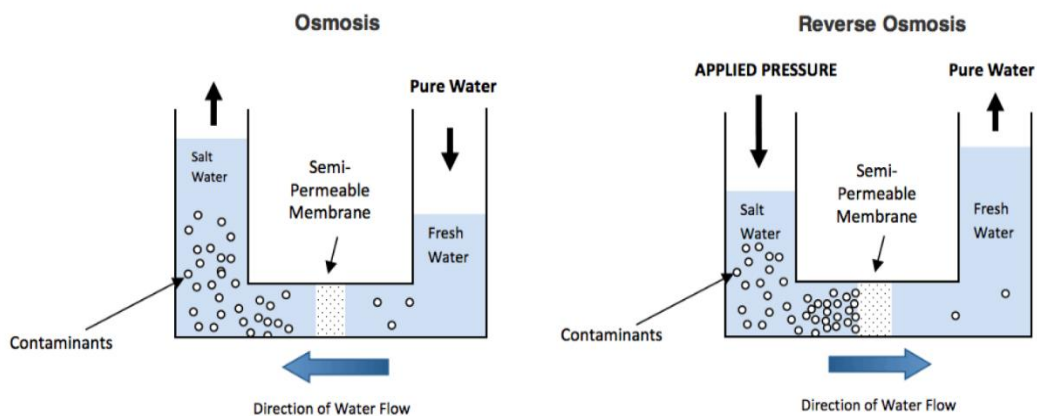 Osmosis
Pure Water
Salt
Water
Semi-
Permeable
Membrane
Fresh
Water
Contaminants
Direction of Water Flow
Reverse Osmosis
APPLIED PRESSURE
Pure Water
Salt
Water
Semi-
Permeable
Membrane
Fresh
Water
Contaminants
Direction of Water Flow